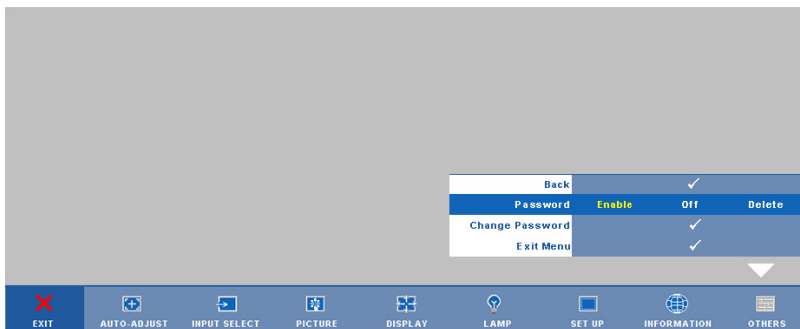 Back
Password Enable Off Delete
Change Password
Exit Menu
EXIT AUTO-ADJUST INPUT SELECT PICTURE DISPLAY LAMP SET UP INFORMATION OTHERS